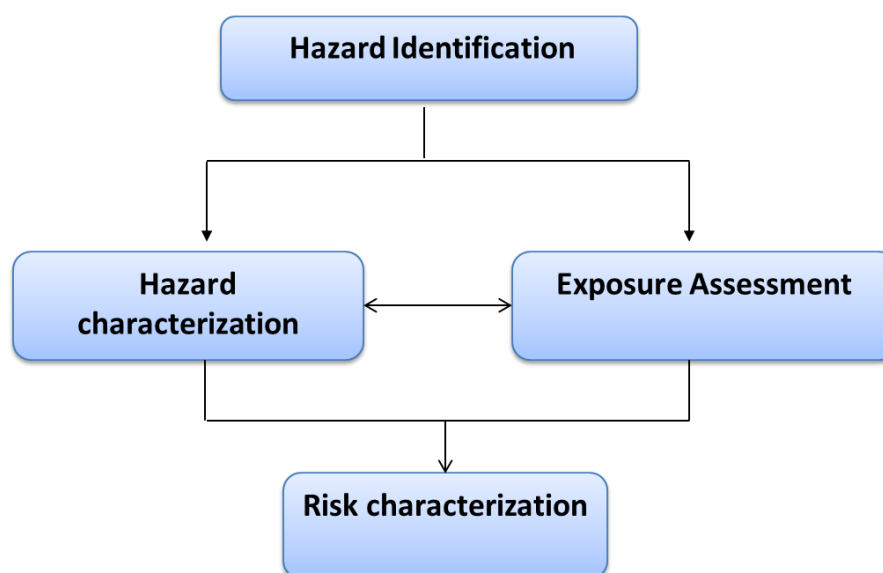 Hazard Identification
Hazard
characterization
Exposure Assessment
Risk characterization